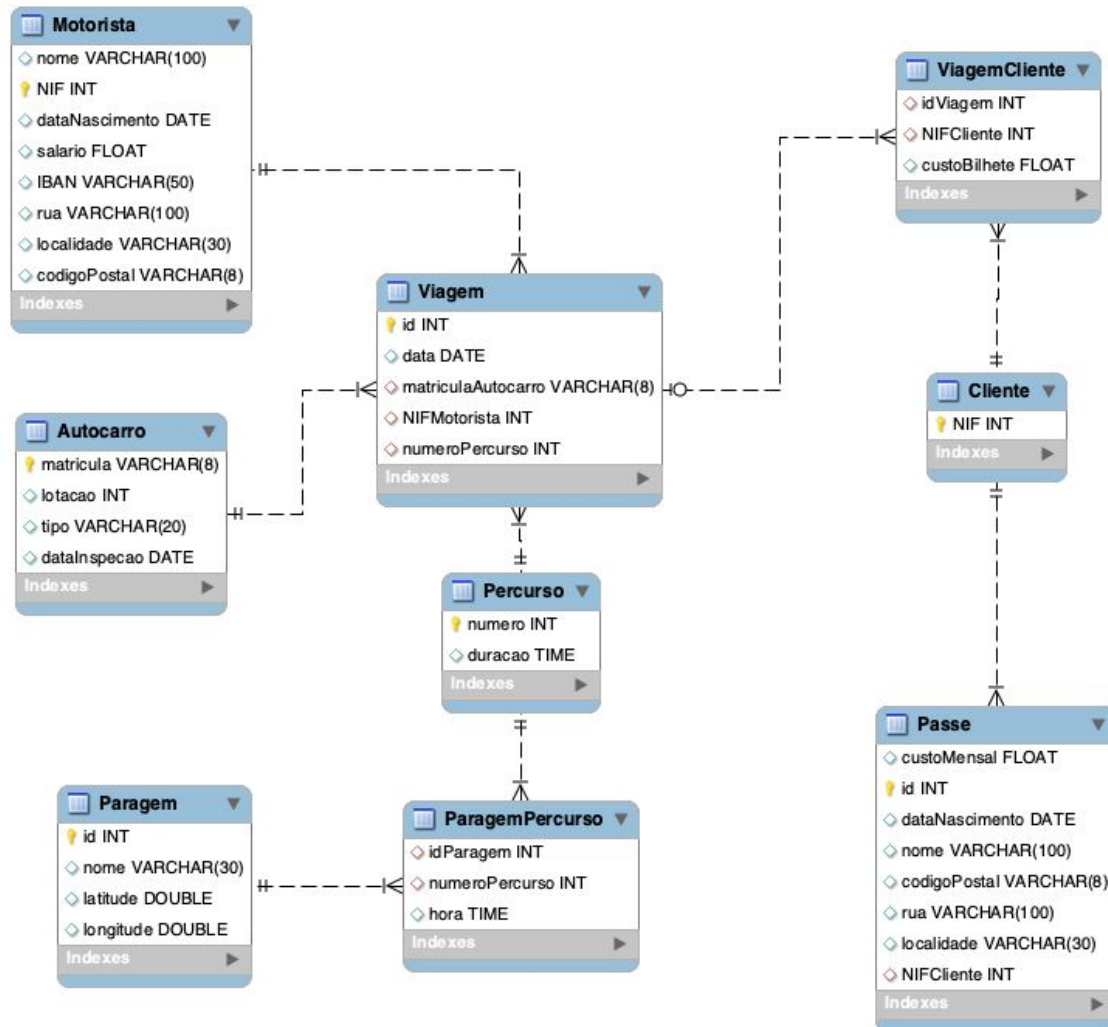 Motorista
nome VARCHAR(100)
NIF INT
dataNascimento DATE
salario FLOAT
IBAN VARCHAR(50)
rua VARCHAR(100)
localidade VARCHAR(30)
codigoPostal VARCHAR(8)
Indexes
ViagemCliente
idViagem INT
NIFCliente INT
custoBilhete FLOAT
Indexes
Viagem
id INT
data DATE
matriculaAutocarro VARCHAR(8)
NIFMotorista INT
numeroPercurso INT
Indexes
Cliente
NIF INT
Indexes
Autocarro
matricula VARCHAR(8)
lotacao INT
tipo VARCHAR(20)
dataInspecao DATE
Indexes
Percurso
numero INT
duracao TIME
Indexes
Passe
custoMensal FLOAT
id INT
dataNascimento DATE
nome VARCHAR(100)
codigoPostal VARCHAR(8)
rua VARCHAR(100)
localidade VARCHAR(30)
NIFCliente INT
Indexes
Paragem
id INT
nome VARCHAR(30)
latitude DOUBLE
longitude DOUBLE
Indexes
ParagemPercurso
idParagem INT
numeroPercurso INT
hora TIME
Indexes